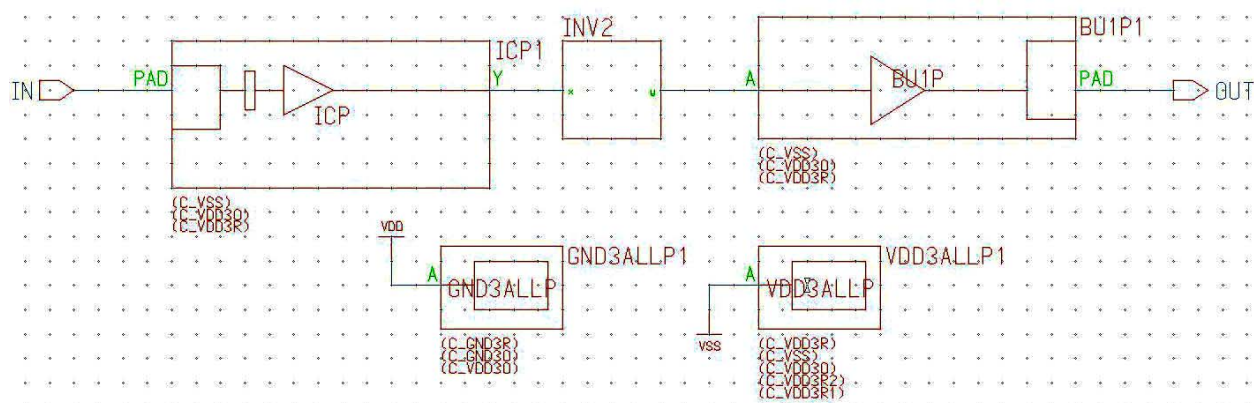 IN
PAD
ICP1
Y
ICP
(C_VSS)
(C_VDD3O)
(C_VDD3R)
INV2
BU1P1
A
BU1P
PAD
OUT
(C_VSS)
(C_VDD3O)
(C_VDD3R)
VDD
A
GND3ALLP1
GND3ALLP
(C_GND3R)
(C_GND3O)
(C_VDD3O)
VSS
A
VDD3ALLP1
VDD3ALLP
(C_VDD3R)
(C_VSS)
(C_VDD3O)
(C_VDD3R2)
(C_VDD3R1)